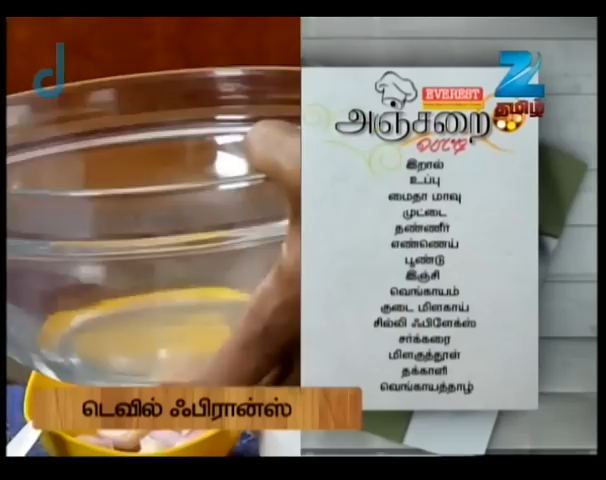 d
EVEREST
அஞ்சறை
பெட்டி
தமிழ்
இறால்
உப்பு
மைதா மாவு
முட்டை
தண்ணீர்
எண்ணெய்
பூண்டு
இஞ்சி
வெங்காயம்
குடை மிளகாய்
சில்லி ஃபிளேக்ஸ்
சர்க்கரை
மிளகுத்தூள்
தக்காளி
வெங்காயத்தாழ்
டெவில் ஃபிரான்ஸ்